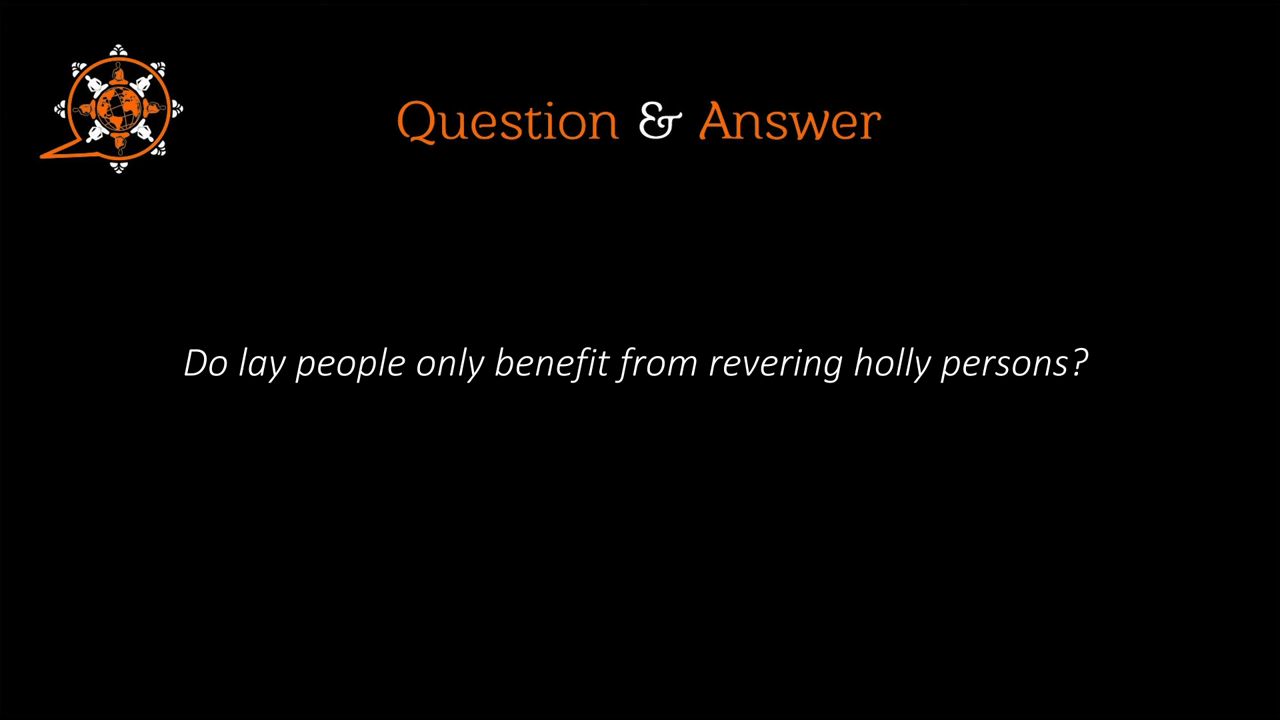 Question & Answer
Do lay people only benefit from revering holly persons?